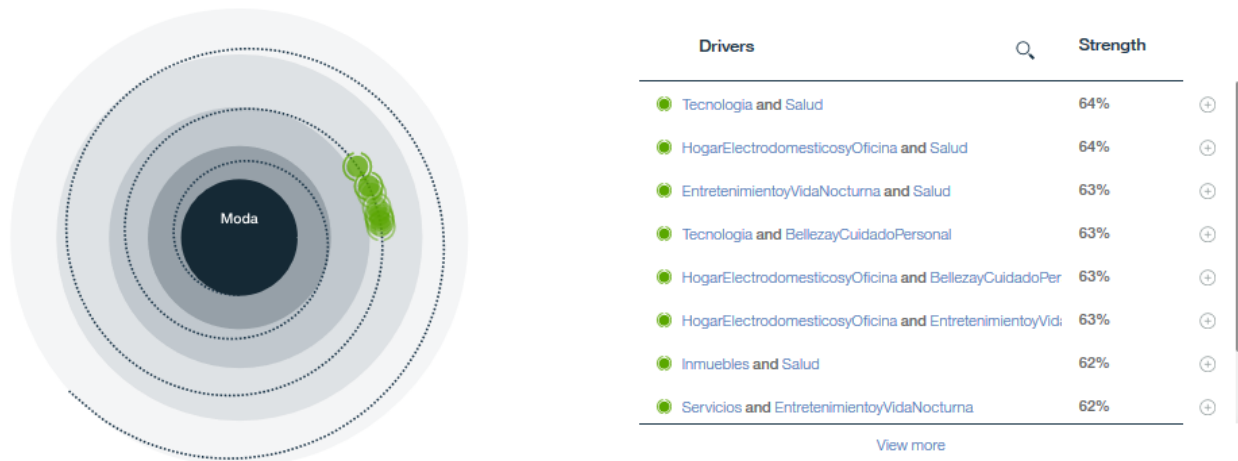 Moda
Drivers Strength
Tecnologia and Salud 64%
HogarElectrodomesticosyOficina and Salud 64%
EntretenimientoyVidaNocturna and Salud 63%
Tecnologia and BellezayCuidadoPersonal 63%
HogarElectrodomesticosyOficina and BellezayCuidadoPer 63%
HogarElectrodomesticosyOficina and EntretenimientoyVida 63%
Inmuebles and Salud 62%
Servicios and EntretenimientoyVidaNocturna 62%
View more